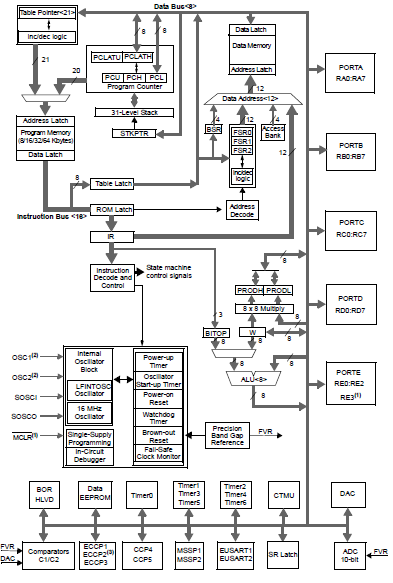 Data Bus<8>
Table Pointer<21>
inc/dec logic
21
20
8
8
PCLATU PCLATH
PCU PCH PCL
Program Counter
31-Level Stack
STKPTR
Data Latch
Data Memory
Address Latch
12
Data Address<12>
4
12
4
BSR
FSR0
FSR1
FSR2
Access
Bank
12
inc/dec
logic
Address
Decode
Address Latch
Program Memory
(8/16/32/64 Kbytes)
Data Latch
8
Table Latch
Instruction Bus <16>
ROM Latch
IR
Instruction
Decode and
Control
State machine
control signals
8
PRODH PRODL
8 x 8 Multiply
3
8
BITOP
W
8
8
8
8
8
ALU<8>
8
PORTA
RA0:RA7
PORTB
RB0:RB7
PORTC
RC0:RC7
PORTD
RD0:RD7
PORTE
RE0:RE2
RE3(1)
OSC1(2)
OSC2(2)
SOSCI
SOSCO
MCLR(1)
Internal
Oscillator
Block
LFINTOSC
Oscillator
16 MHz
Oscillator
Single-Supply
Programming
In-Circuit
Debugger
Power-up
Timer
Oscillator
Start-up Timer
Power-on
Reset
Watchdog
Timer
Brown-out
Reset
Fail-Safe
Clock Monitor
Precision
Band Gap
Reference
FVR
BOR
HLVD
Data
EEPROM
Timer0
Timer1
Timer3
Timer5
Timer2
Timer4
Timer6
CTMU
DAC
FVR
DAC
Comparators
C1/C2
ECCP1
ECCP2(3)
ECCP3
CCP4
CCP5
MSSP1
MSSP2
EUSART1
EUSART2
SR Latch
ADC
10-bit
FVR